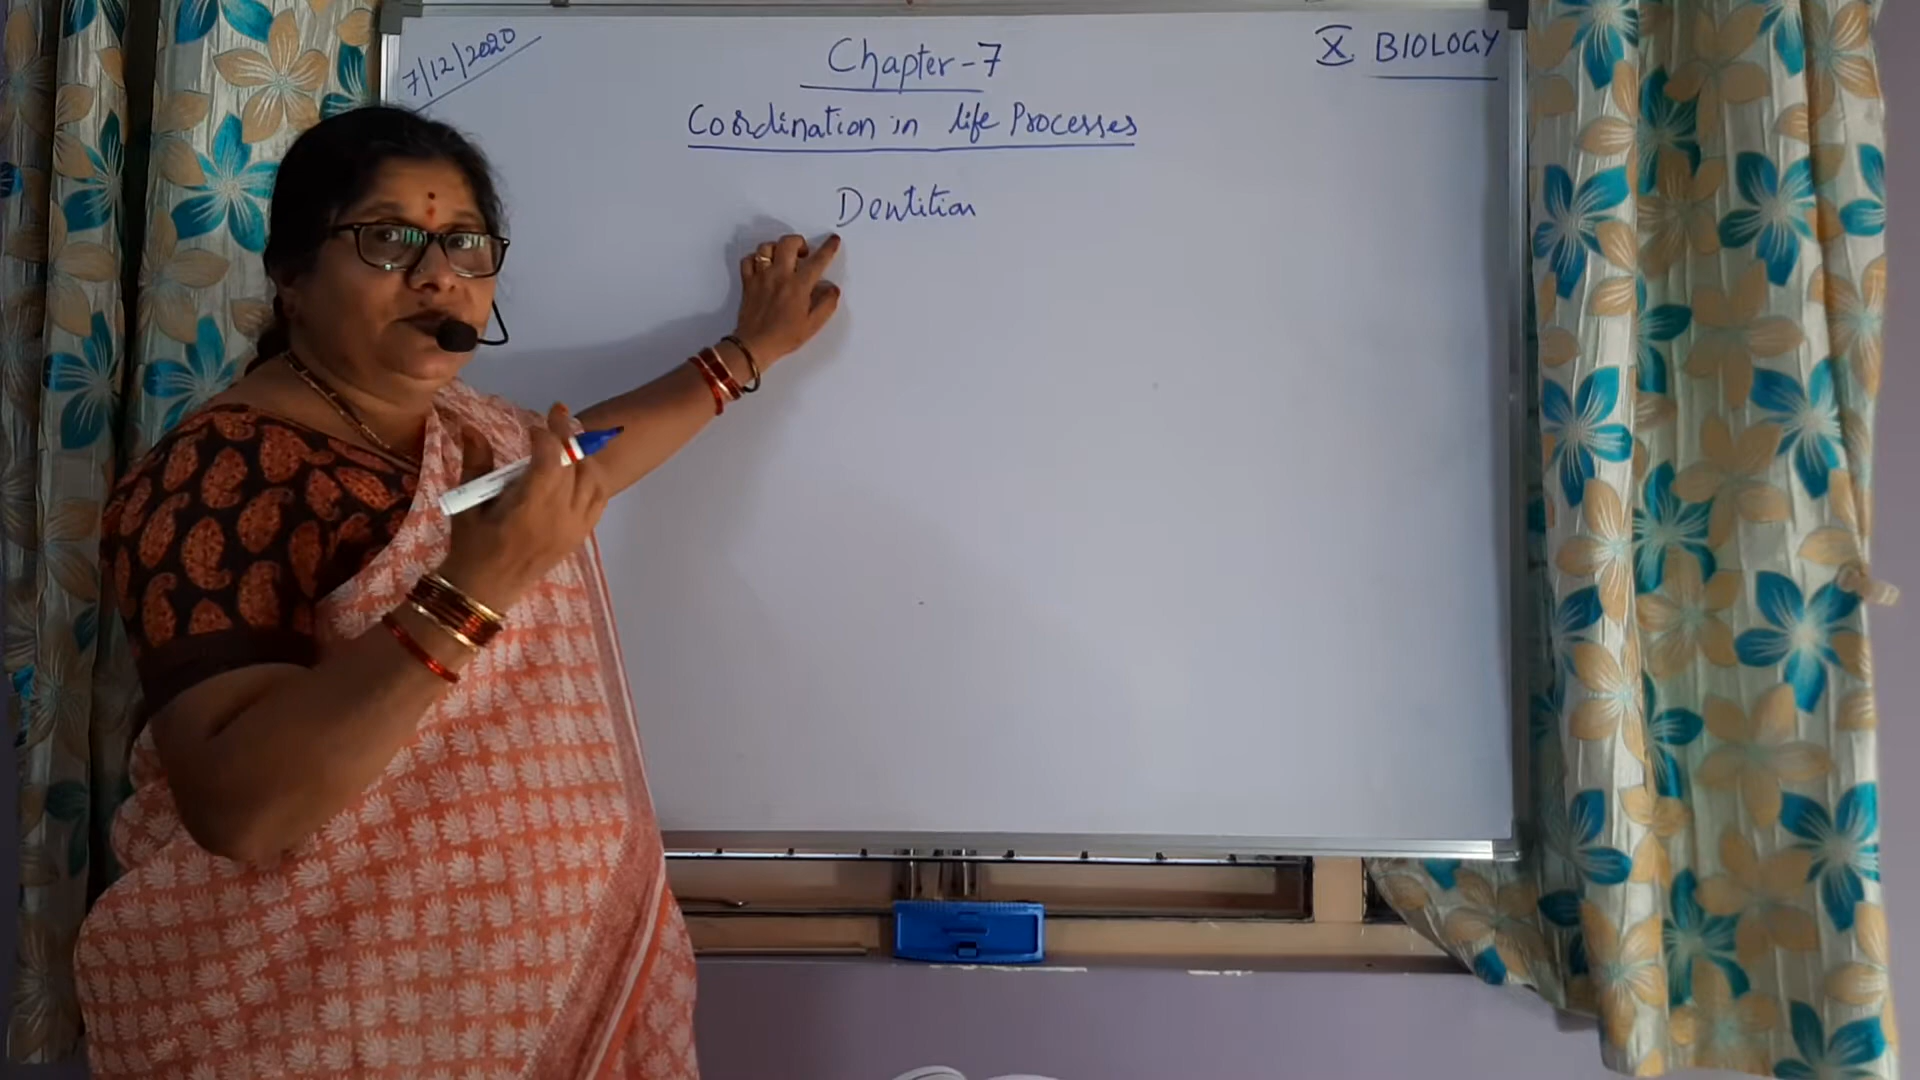 7/12/2020
Chapter-7
X BIOLOGY
Coordination in life Processes
Dentition